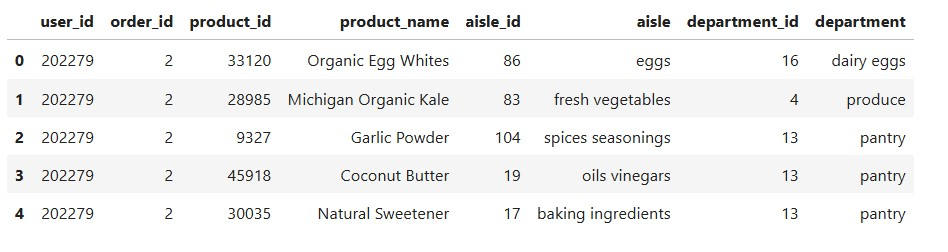 user_id order_id product_id product_name aisle_id aisle department_id department
0 202279 2 33120 Organic Egg Whites 86 eggs 16 dairy eggs
1 202279 2 28985 Michigan Organic Kale 83 fresh vegetables 4 produce
2 202279 2 9327 Garlic Powder 104 spices seasonings 13 pantry
3 202279 2 45918 Coconut Butter 19 oils vinegars 13 pantry
4 202279 2 30035 Natural Sweetener 17 baking ingredients 13 pantry